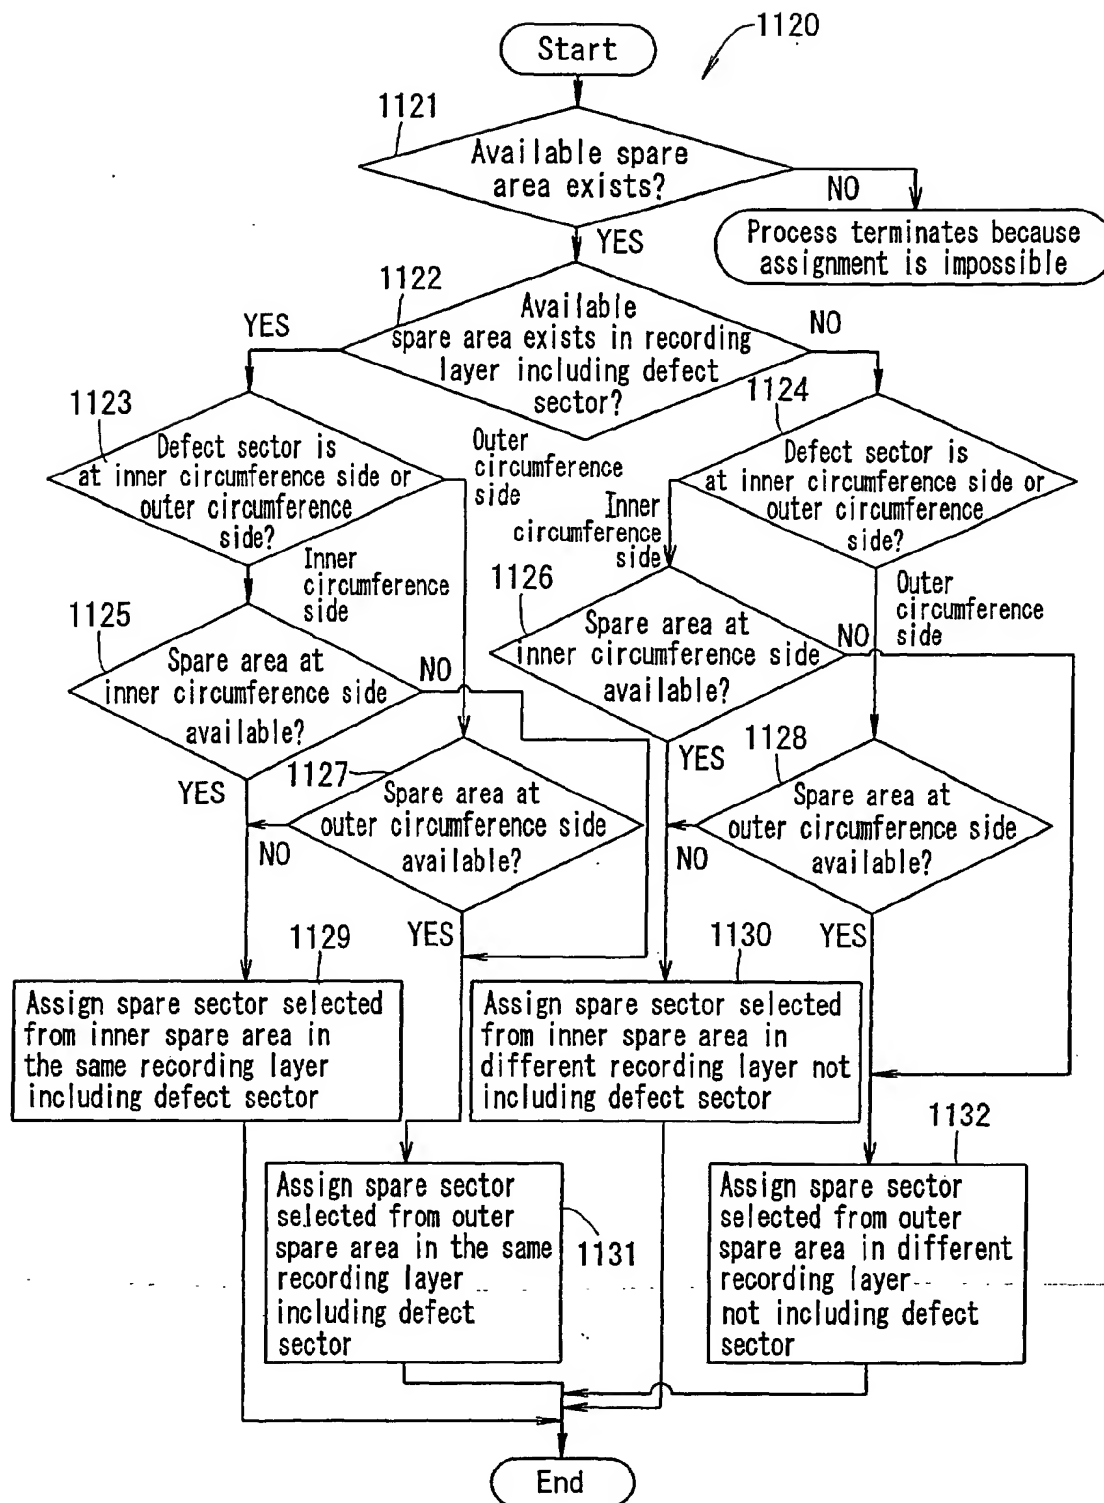 1120
Start
1121
Available spare
area exists?
NO
YES
Process terminates because
assignment is impossible
1122
Available
spare area exists in recording
layer including defect
sector?
YES
NO
1123
Defect sector is
at inner circumference side or
outer circumference
side?
Outer
circumference
side
1124
Defect sector is
at inner circumference side or
outer circumference
side?
Inner
circumference
side
Inner
circumference
side
Outer
circumference
side
1125
Spare area at
inner circumference side
available?
NO
YES
1126
Spare area at
inner circumference side
available?
NO
YES
1127
Spare area at
outer circumference side
available?
NO
YES
1128
Spare area at
outer circumference side
available?
NO
YES
1129
Assign spare sector selected
from inner spare area in
the same recording layer
including defect sector
1130
Assign spare sector selected
from inner spare area in
different recording layer not
including defect sector
1131
Assign spare sector
selected from outer
spare area in the same
recording layer
including defect
sector
1132
Assign spare sector
selected from outer
spare area in different
recording layer
not including defect
sector
End